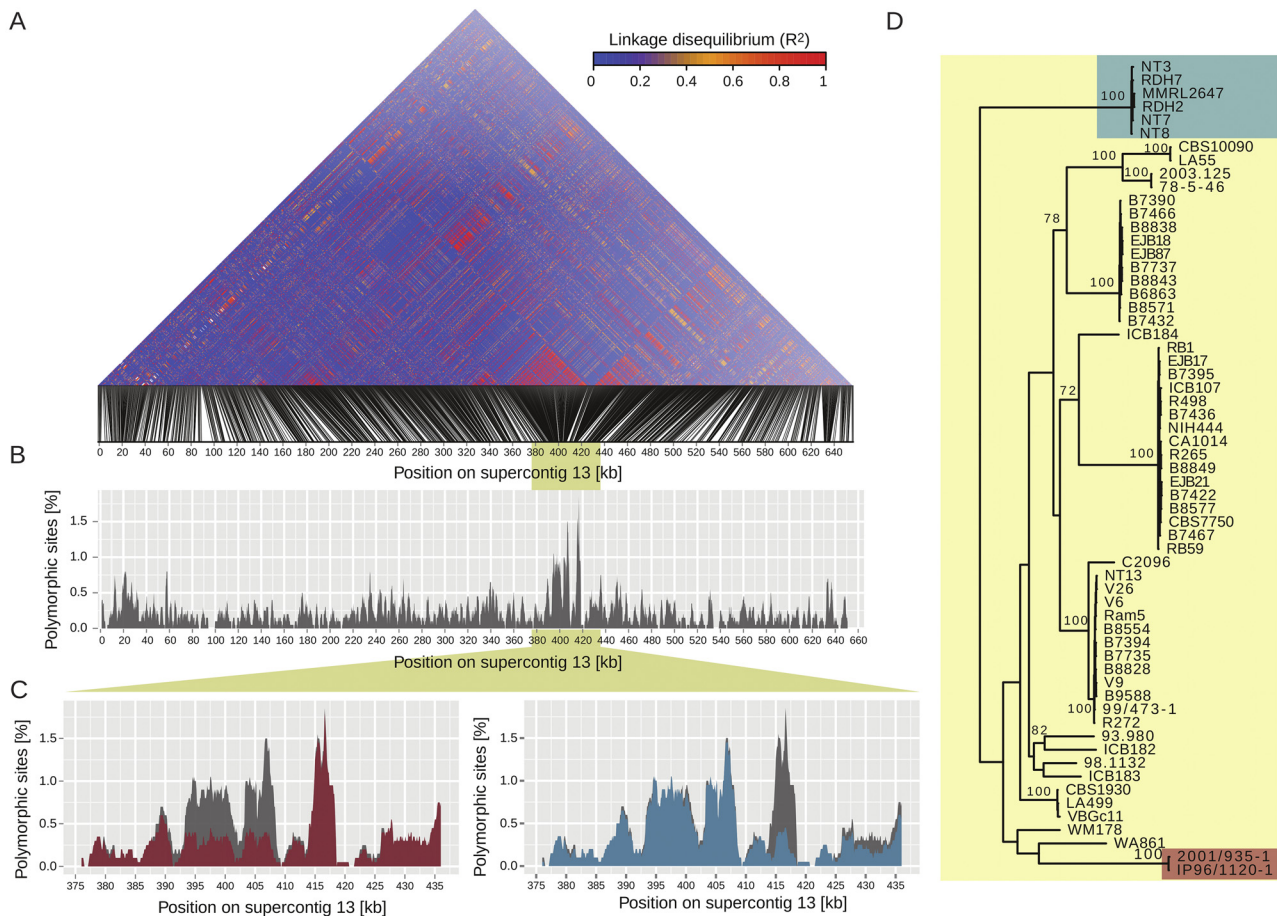 A
Linkage disequilibrium (R²)
0 0.2 0.4 0.6 0.8 1
0 20 40 60 80 100 120 140 160 180 200 220 240 260 280 300 320 340 360 380 400 420 440 460 480 500 520 540 560 580 600 620 640
Position on supercontig 13 [kb]
B
Polymorphic sites [%]
1.5
1.0
0.5
0.0
0 20 40 60 80 100 120 140 160 180 200 220 240 260 280 300 320 340 360 380 400 420 440 460 480 500 520 540 560 580 600 620 640 660
Position on supercontig 13 [kb]
C
Polymorphic sites [%]
1.5
1.0
0.5
0.0
375 380 385 390 395 400 405 410 415 420 425 430 435
Position on supercontig 13 [kb]
Polymorphic sites [%]
1.5
1.0
0.5
0.0
375 380 385 390 395 400 405 410 415 420 425 430 435
Position on supercontig 13 [kb]
D
NT3
RDH7
100 MMRL2647
RDH2
NT7
NT8
100 CBS10090
100 LA55
100 2003.125
78-5-46
B7390
B7466
78 B8838
EJB18
EJB87
B7737
100 B8843
B6863
B8571
B7432
ICB184
RB1
EJB17
B7395
72 ICB107
R498
B7436
NIH444
CA1014
100 R265
B8849
EJB21
B7422
B8577
CBS7750
B7467
RB59
C2096
NT13
V26
V6
100 Ram5
B8554
B7394
B7735
B8828
V9
B9588
100 99/473-1
R272
82 93.980
ICB182
98.1132
ICB183
100 CBS1930
LA499
VBGc11
WM178
WA861
100 2001/935-1
IP96/1120-1